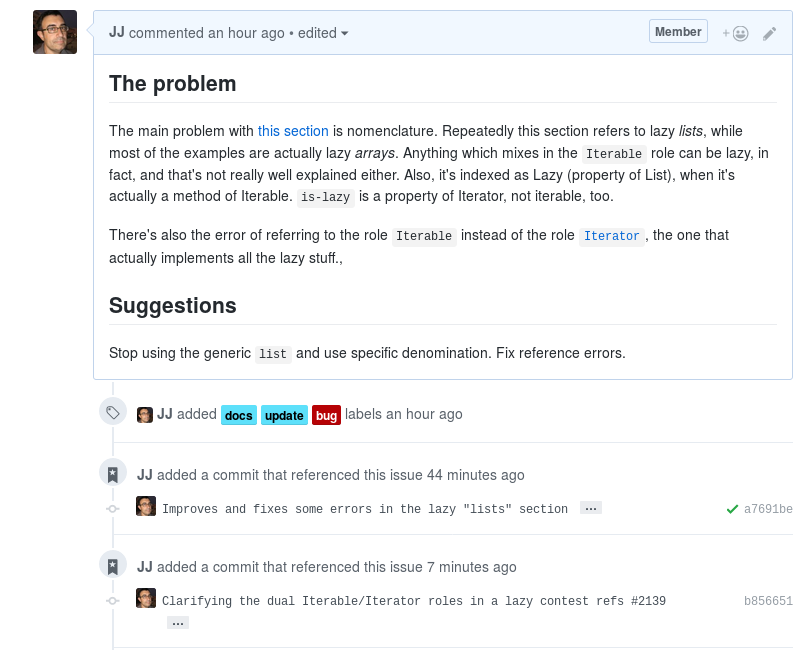 JJ commented an hour ago • edited
Member
The problem
The main problem with this section is nomenclature. Repeatedly this section refers to lazy lists, while
most of the examples are actually lazy arrays. Anything which mixes in the Iterable role can be lazy, in
fact, and that's not really well explained either. Also, it's indexed as Lazy (property of List), when it's
actually a method of Iterable. is-lazy is a property of Iterator, not iterable, too.
There's also the error of referring to the role Iterable instead of the role Iterator, the one that
actually implements all the lazy stuff.,
Suggestions
Stop using the generic list and use specific denomination. Fix reference errors.
JJ added docs update bug labels an hour ago
JJ added a commit that referenced this issue 44 minutes ago
Improves and fixes some errors in the lazy "lists" section ... a7691be
JJ added a commit that referenced this issue 7 minutes ago
Clarifying the dual Iterable/Iterator roles in a lazy contest refs #2139 b856651
...